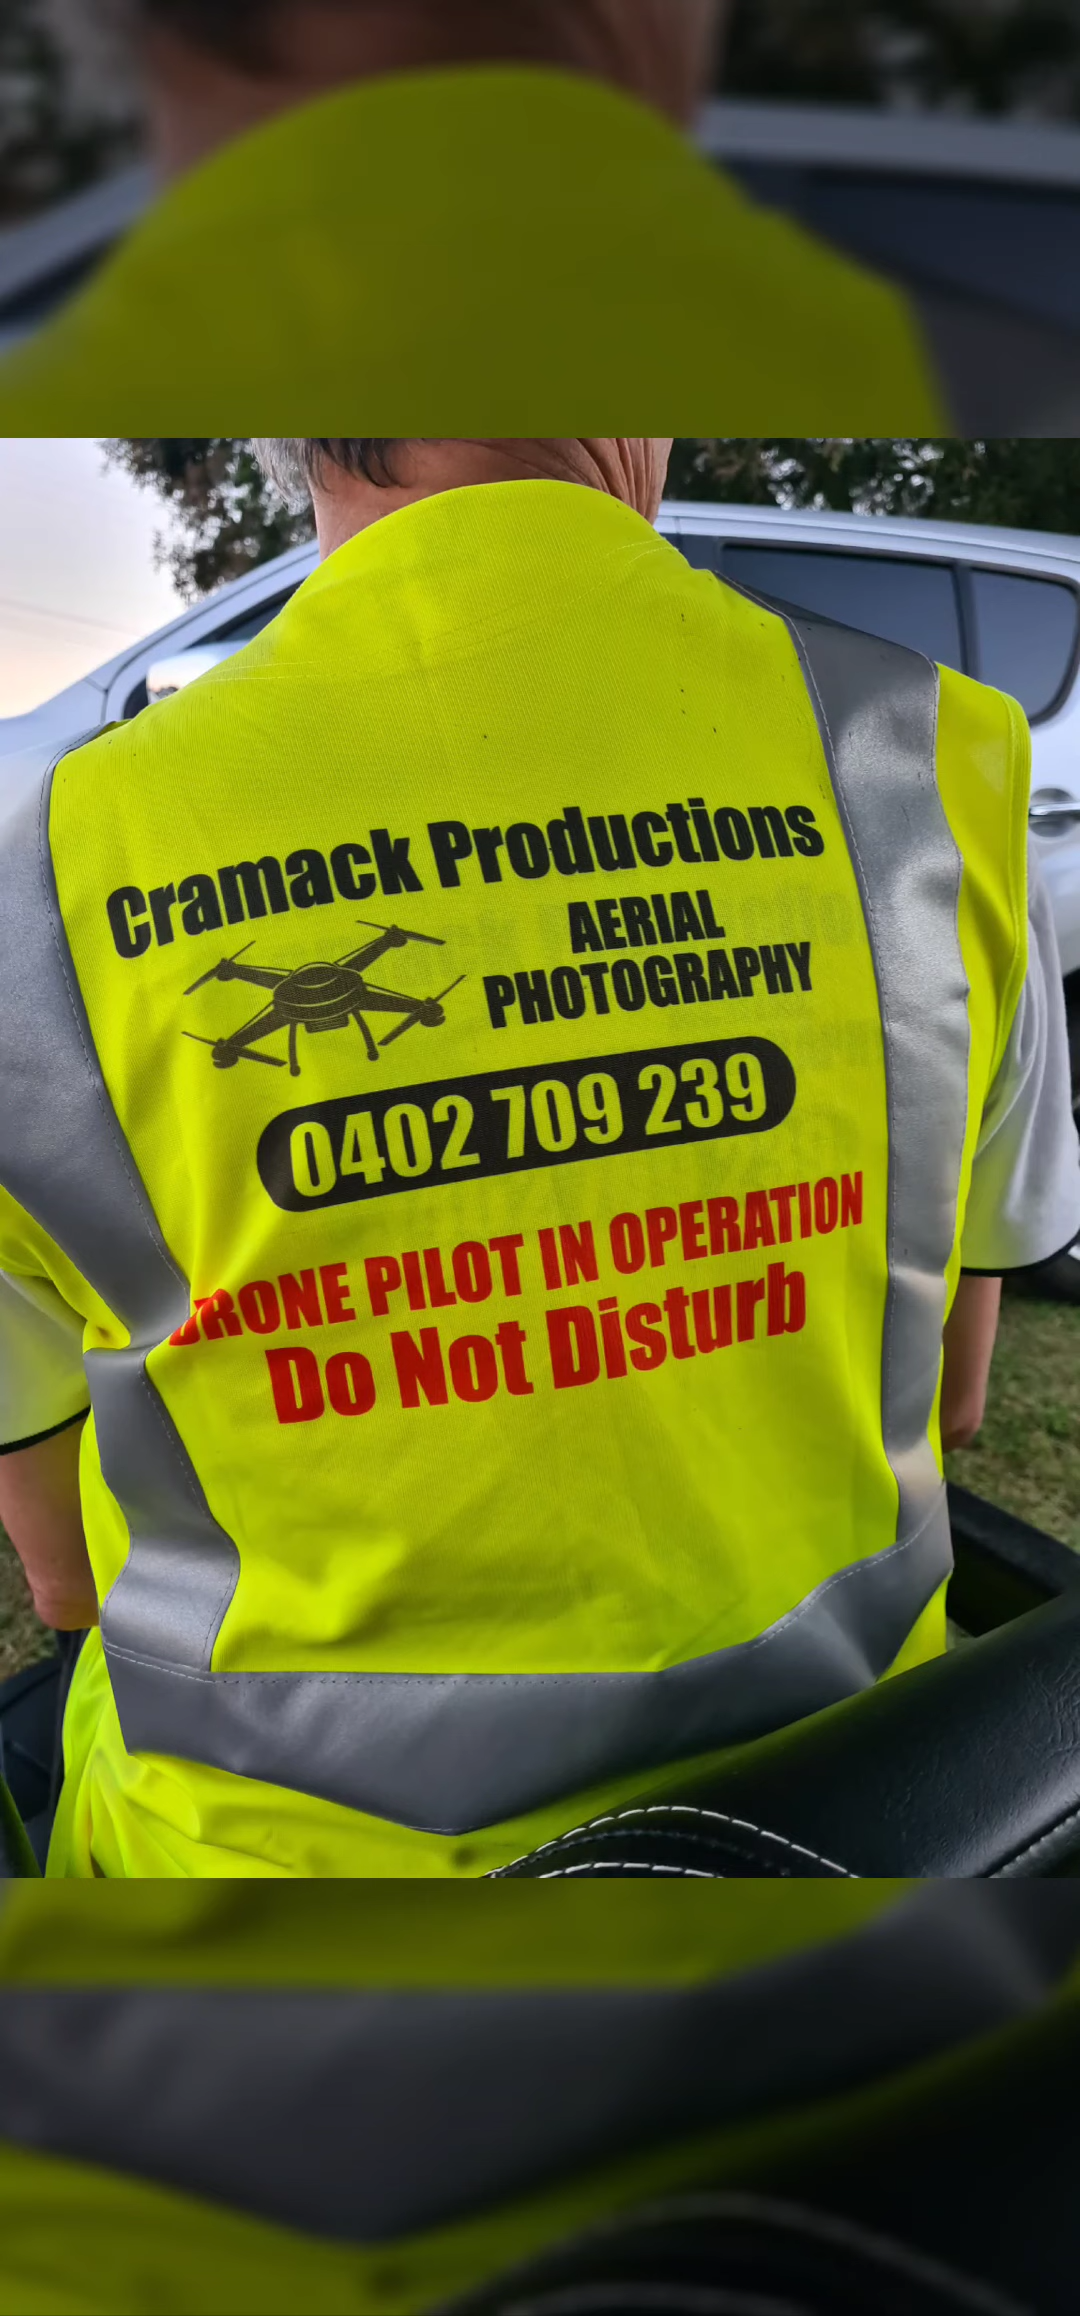 Cramack Productions
AERIAL
PHOTOGRAPHY
0402 709 239
DRONE PILOT IN OPERATION
Do Not Disturb